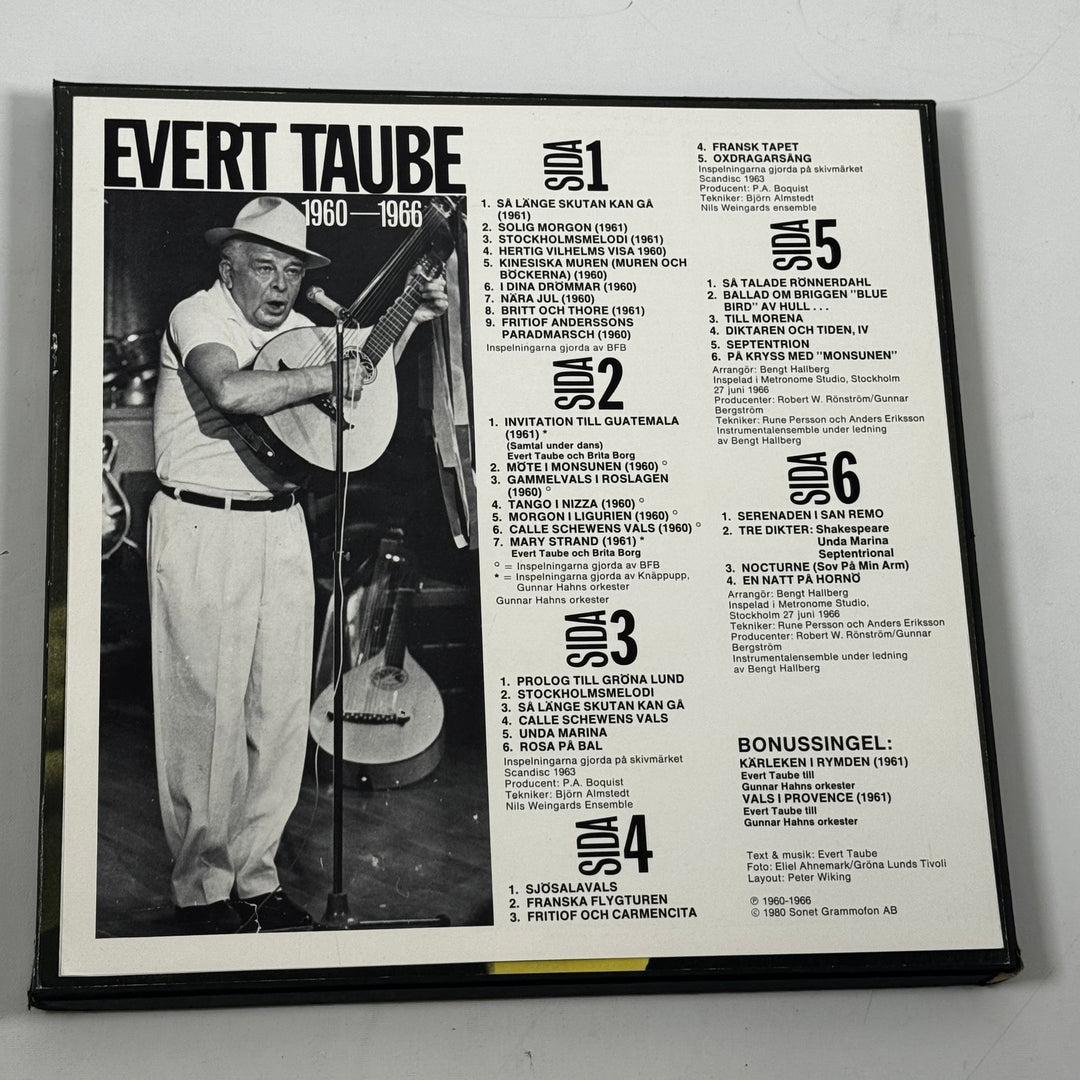 EVERT TAUBE
1960—1966
SIDA 1
1. SÅ LÄNGE SKUTAN KAN GÅ
(1961)
2. SOLIG MORGON (1961)
3. STOCKHOLMSMELODI (1961)
4. HERTIG VILHELMS VISA 1960)
5. KINESISKA MUREN (MUREN OCH
BÖCKERNA) (1960)
6. I DINA DRÖMMAR (1960)
7. NÄRA JUL (1960)
8. BRITT OCH THORE (1961)
9. FRITIOF ANDERSSONS
PARADMARSCH (1960)
Inspelningarna gjorda av BFB
SIDA 2
1. INVITATION TILL GUATEMALA
(1961) *
(Samtal under dans)
Evert Taube och Brita Borg
2. MÖTE I MONSUNEN (1960) °
3. GAMMELVALS I ROSLAGEN
(1960) °
4. TANGO I NIZZA (1960) °
5. MORGON I LIGURIEN (1960) °
6. CALLE SCHEWENS VALS (1960) °
7. MARY STRAND (1961) *
Evert Taube och Brita Borg
° = Inspelningarna gjorda av BFB
* = Inspelningarna gjorda av Knäppupp,
Gunnar Hahns orkester
Gunnar Hahns orkester
SIDA 3
1. PROLOG TILL GRÖNA LUND
2. STOCKHOLMSMELODI
3. SÅ LÄNGE SKUTAN KAN GÅ
4. CALLE SCHEWENS VALS
5. UNDA MARINA
6. ROSA PÅ BAL
Inspelningarna gjorda på skivmärket
Scandisc 1963
Producent: P.A. Boquist
Tekniker: Björn Almstedt
Nils Weingards Ensemble
SIDA 4
1. SJÖSALAVALS
2. FRANSKA FLYGTUREN
3. FRITIOF OCH CARMENCITA
4. FRANSK TAPET
5. OXDRAGARSÅNG
Inspelningarna gjorda på skivmärket
Scandisc 1963
Producent: P.A. Boquist
Tekniker: Björn Almstedt
Nils Weingards ensemble
SIDA 5
1. SÅ TALADE RÖNNERDAHL
2. BALLAD OM BRIGGEN "BLUE
BIRD" AV HULL . . .
3. TILL MORENA
4. DIKTAREN OCH TIDEN, IV
5. SEPTENTRION
6. PÅ KRYSS MED "MONSUNEN"
Arrangör: Bengt Hallberg
Inspelad i Metronome Studio, Stockholm
27 juni 1966
Producenter: Robert W. Rönström/Gunnar
Bergström
Tekniker: Rune Persson och Anders Eriksson
Instrumentalensemble under ledning
av Bengt Hallberg
SIDA 6
1. SERENADEN I SAN REMO
2. TRE DIKTER: Shakespeare
Unda Marina
Septentrional
3. NOCTURNE (Sov På Min Arm)
4. EN NATT PÅ HORNÖ
Arrangör: Bengt Hallberg
Inspelad i Metronome Studio,
Stockholm 27 juni 1966
Tekniker: Rune Persson och Anders Eriksson
Producenter: Robert W. Rönström/Gunnar
Bergström
Instrumentalensemble under ledning
av Bengt Hallberg
BONUSSINGEL:
KÄRLEKEN I RYMDEN (1961)
Evert Taube till
Gunnar Hahns orkester
VALS I PROVENCE (1961)
Evert Taube till
Gunnar Hahns orkester
Text & musik: Evert Taube
Foto: Eliel Ahnemark/Gröna Lunds Tivoli
Layout: Peter Wiking
℗ 1960-1966
© 1980 Sonet Grammofon AB